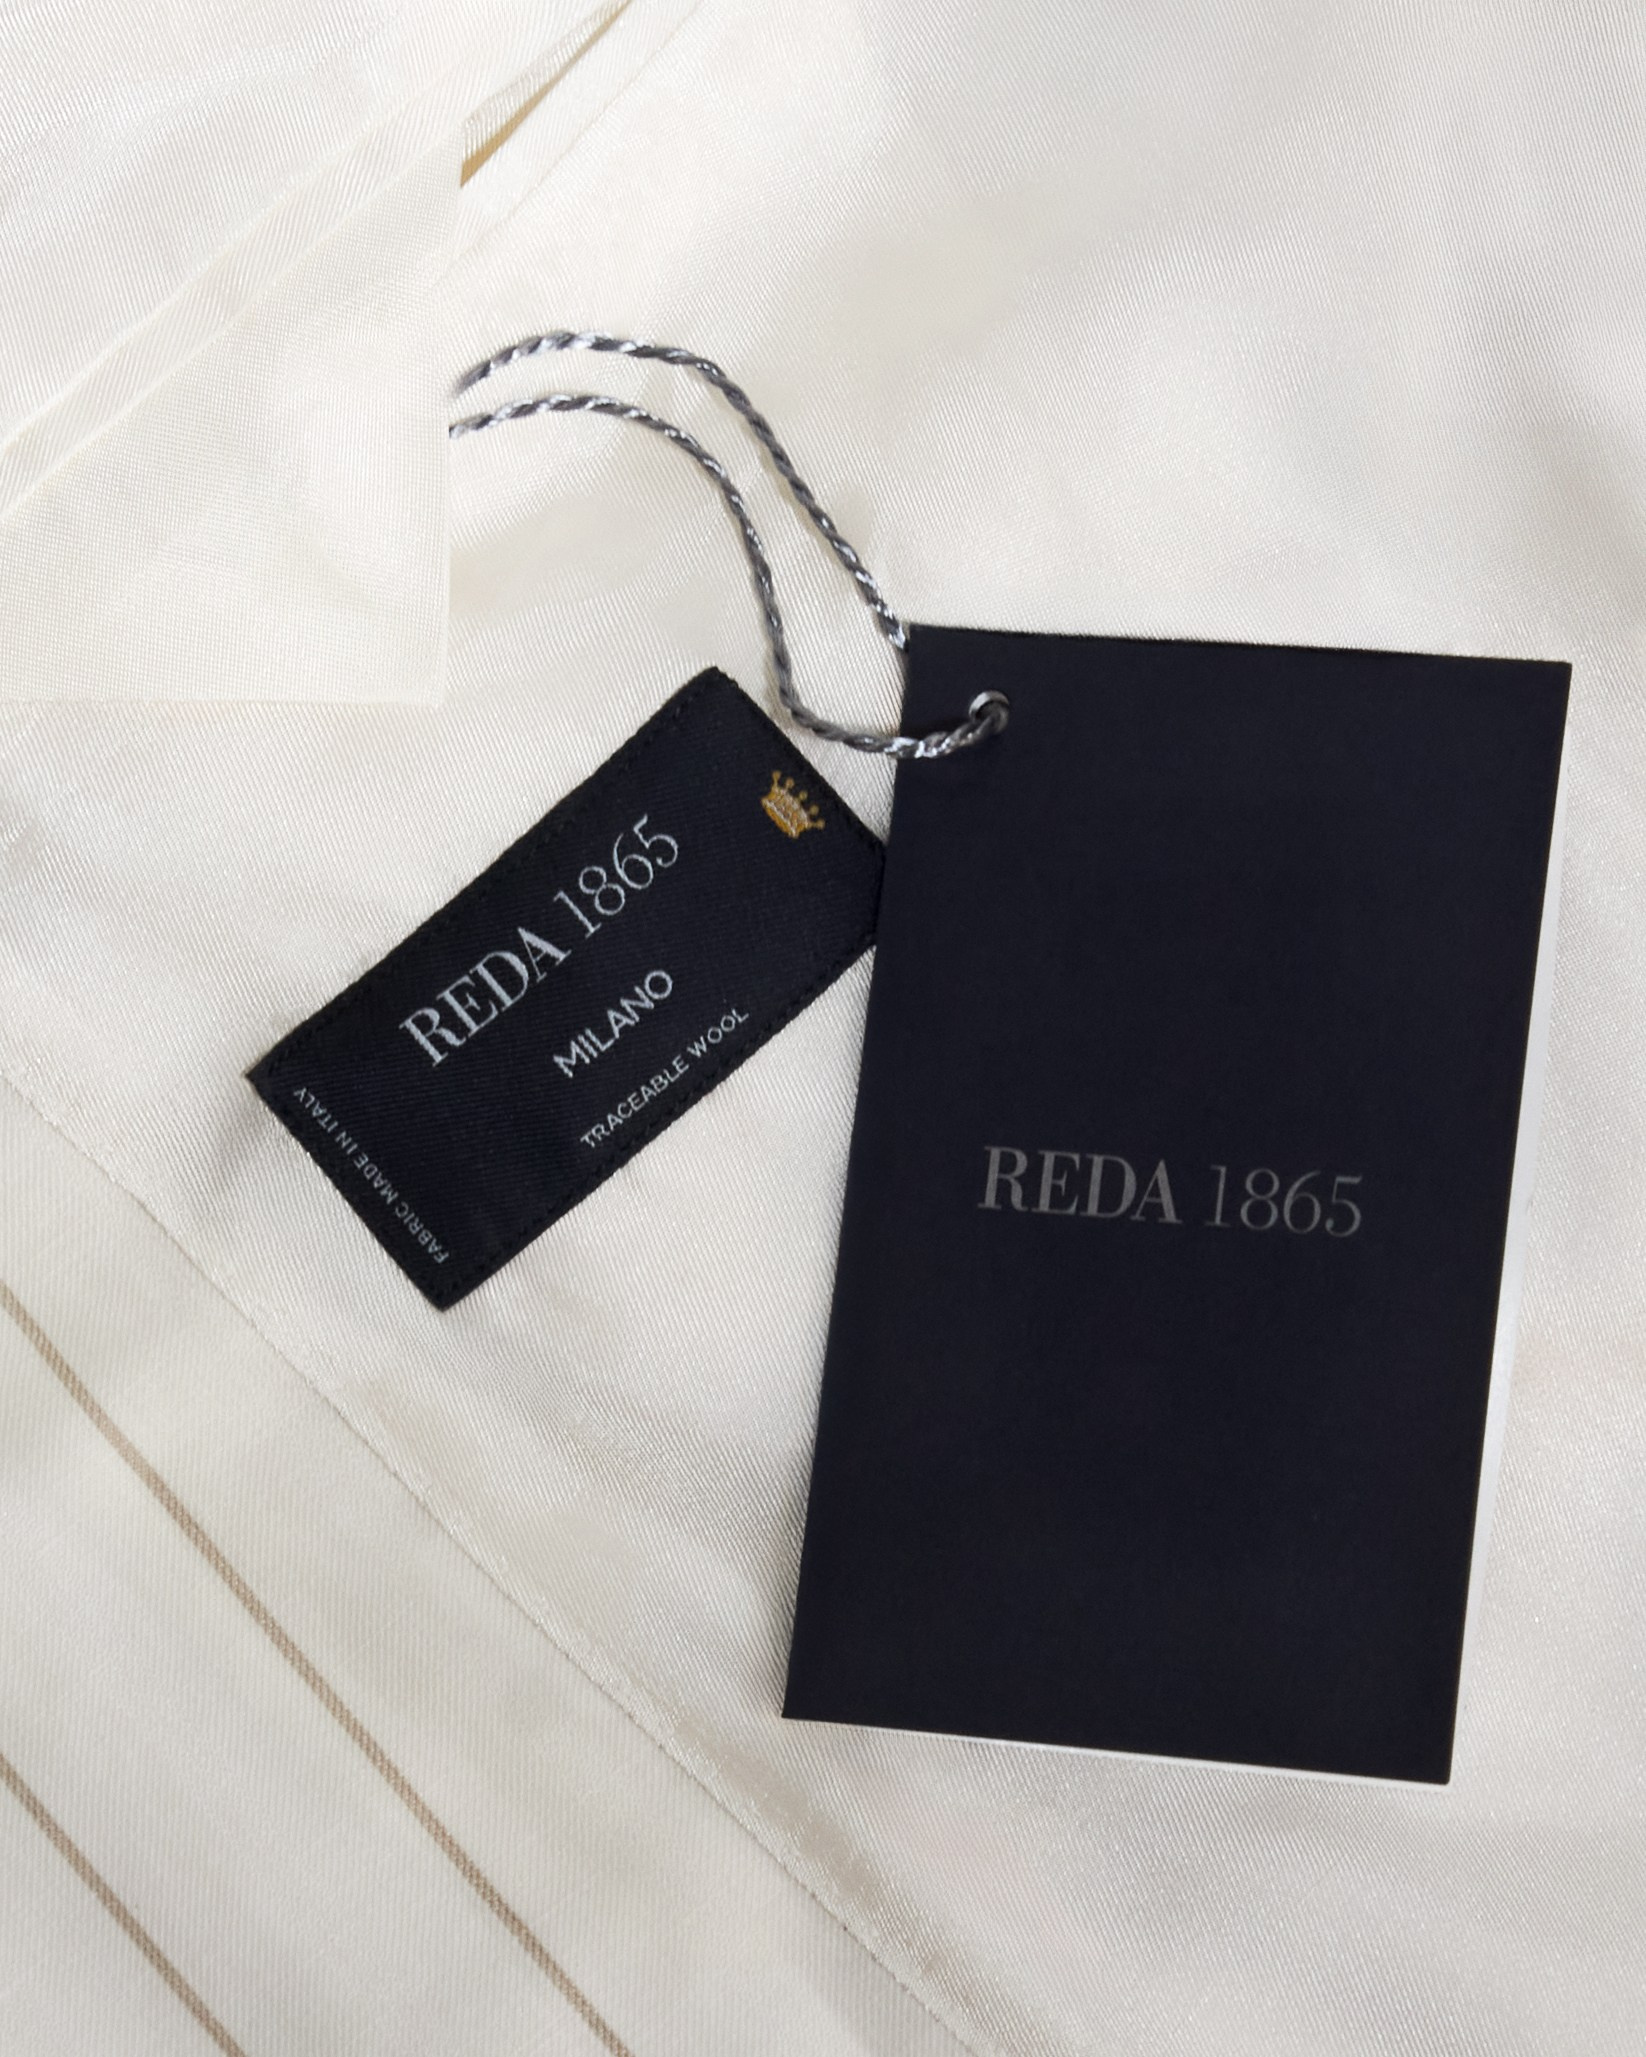 REDA 1865
MILANO
TRACEABLE WOOL
FABRIC MADE IN ITALY
REDA 1865